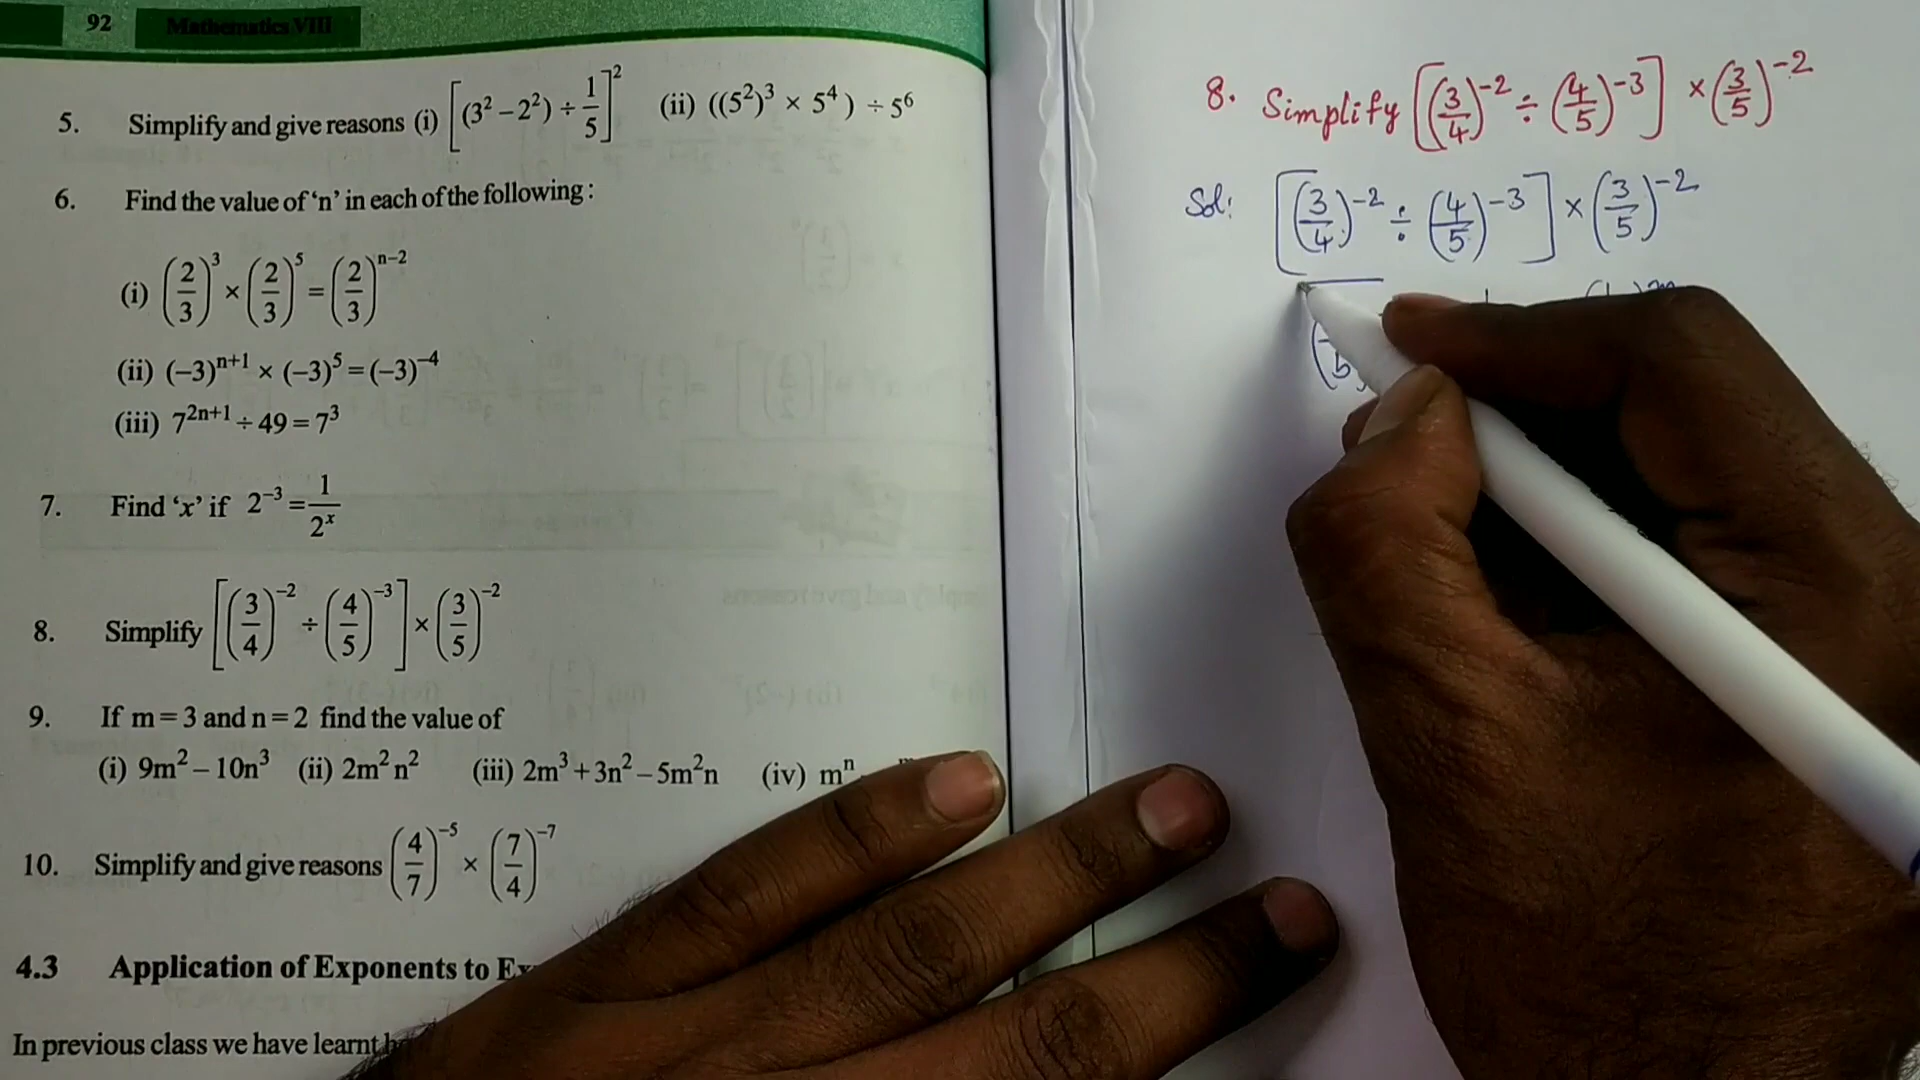 92 Mathematics VIII
5. Simplify and give reasons (i) [(3² – 2²) ÷ 1/5]² (ii) ((5²)³ × 5⁴) ÷ 5⁶
6. Find the value of ‘n’ in each of the following :
(i) (2/3)³ × (2/3)⁵ = (2/3)ⁿ⁻²
(ii) (–3)ⁿ⁺¹ × (–3)⁵ = (–3)⁻⁴
(iii) 7²ⁿ⁺¹ ÷ 49 = 7³
7. Find ‘x’ if 2⁻³ = 1/2ˣ
8. Simplify [(3/4)⁻² ÷ (4/5)⁻³] × (3/5)⁻²
9. If m = 3 and n = 2 find the value of
(i) 9m² – 10n³ (ii) 2m² n² (iii) 2m³ + 3n² – 5m²n (iv) mⁿ
10. Simplify and give reasons (4/7)⁻⁵ × (7/4)⁻⁷
4.3 Application of Exponents to
In previous class we have learnt
8. Simplify [(3/4)⁻² ÷ (4/5)⁻³] × (3/5)⁻²
Sol: [(3/4)⁻² ÷ (4/5)⁻³] × (3/5)⁻²